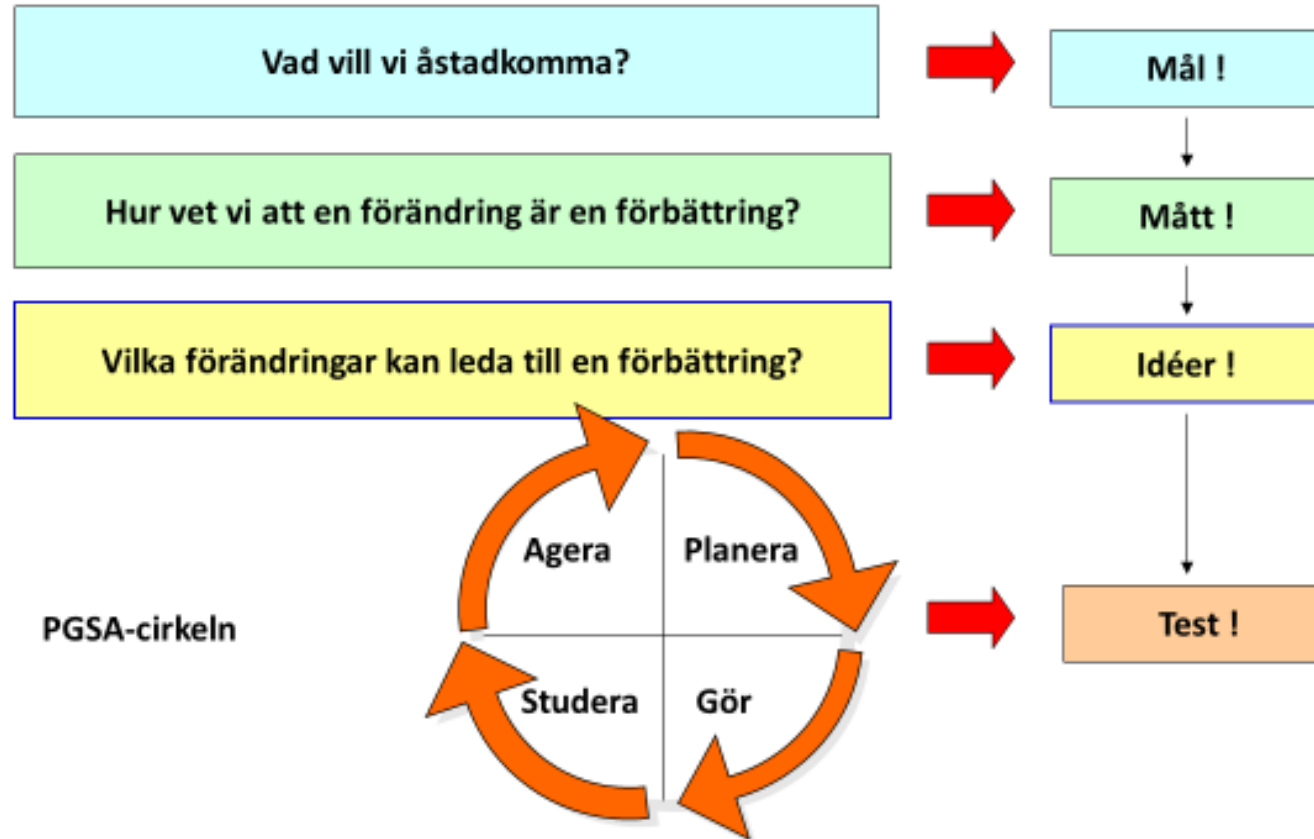 Vad vill vi åstadkomma?
Mål !
Hur vet vi att en förändring är en förbättring?
Mått !
Vilka förändringar kan leda till en förbättring?
Idéer !
Agera
Planera
PGSA-cirkeln
Test !
Studera
Gör